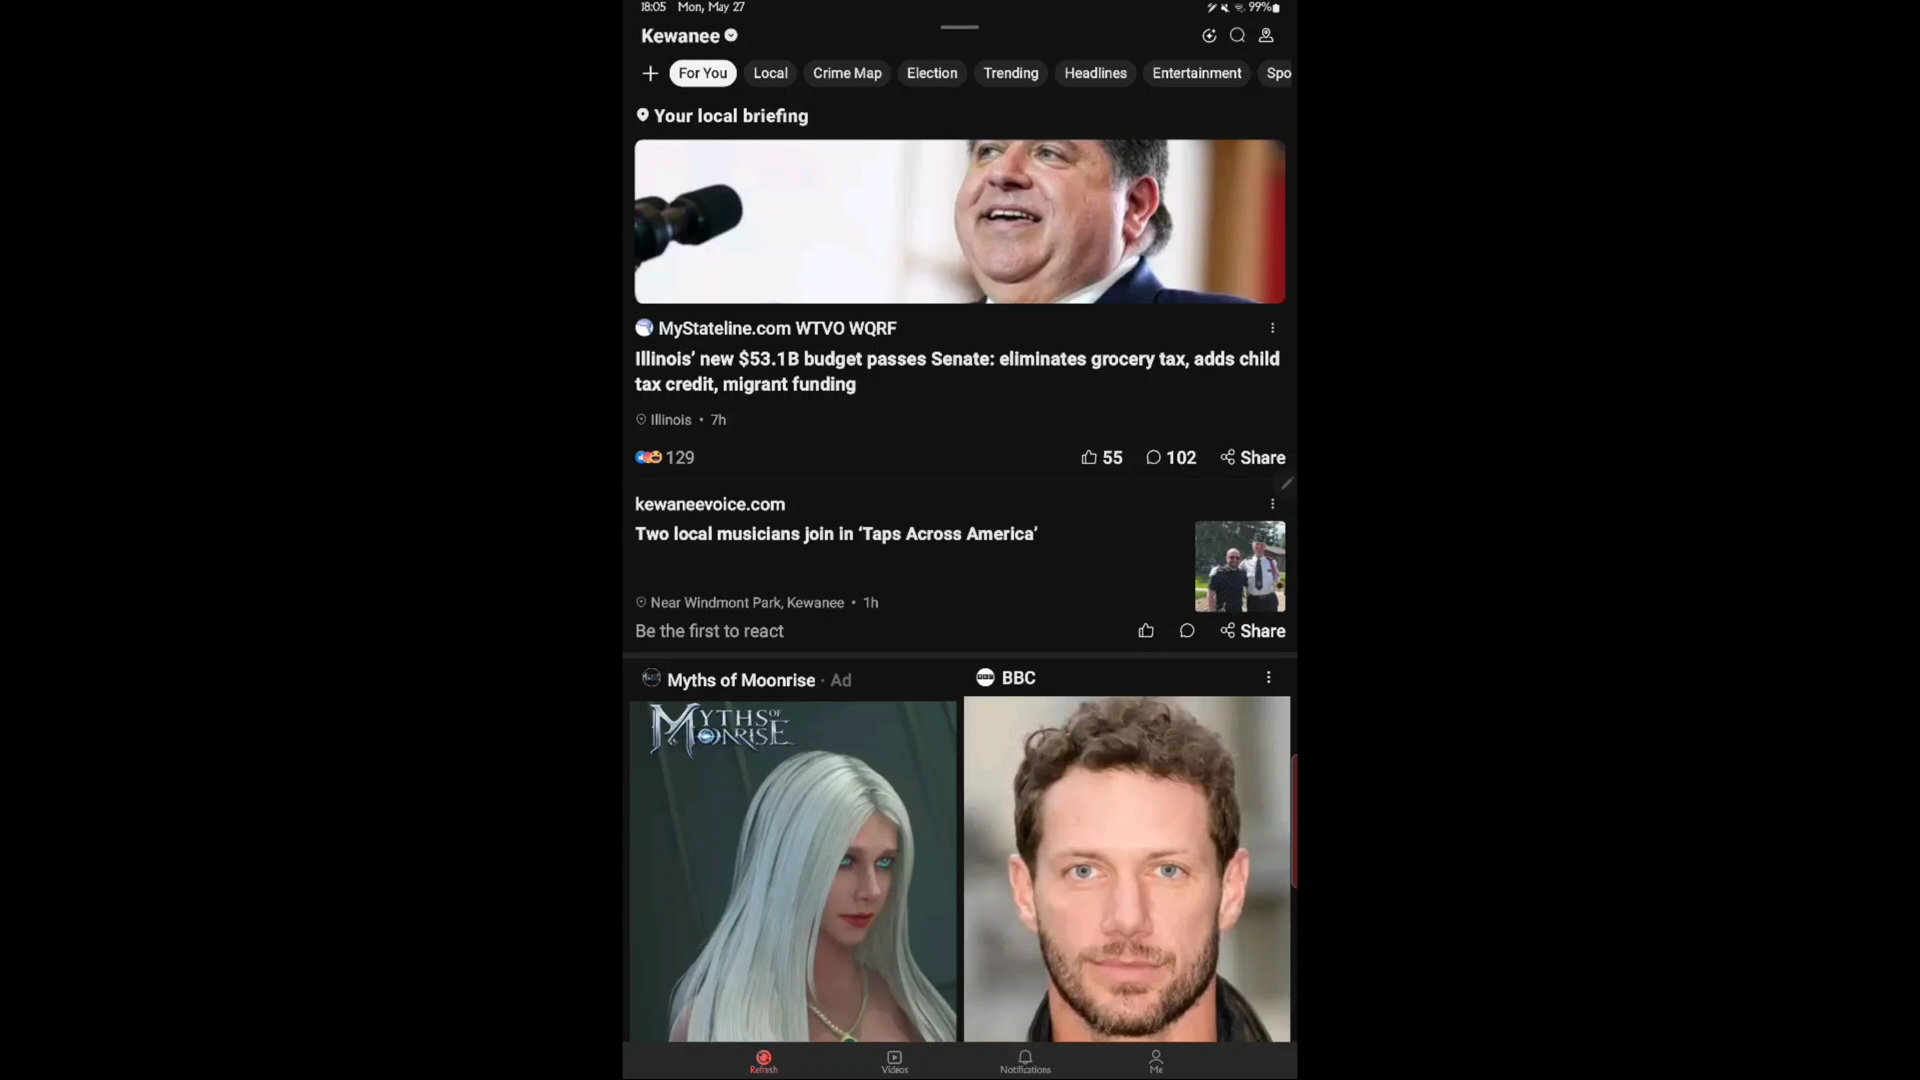 18:05 Mon, May 27 99%
Kewanee
For You Local Crime Map Election Trending Headlines Entertainment Spo
Your local briefing
MyStateline.com WTVO WQRF
Illinois’ new $53.1B budget passes Senate: eliminates grocery tax, adds child
tax credit, migrant funding
Illinois • 7h
129 55 102 Share
kewaneevoice.com
Two local musicians join in ‘Taps Across America’
Near Windmont Park, Kewanee • 1h
Be the first to react Share
Myths of Moonrise · Ad
MYTHS OF
MOONRISE
BBC BBC
Refresh Videos Notifications Me